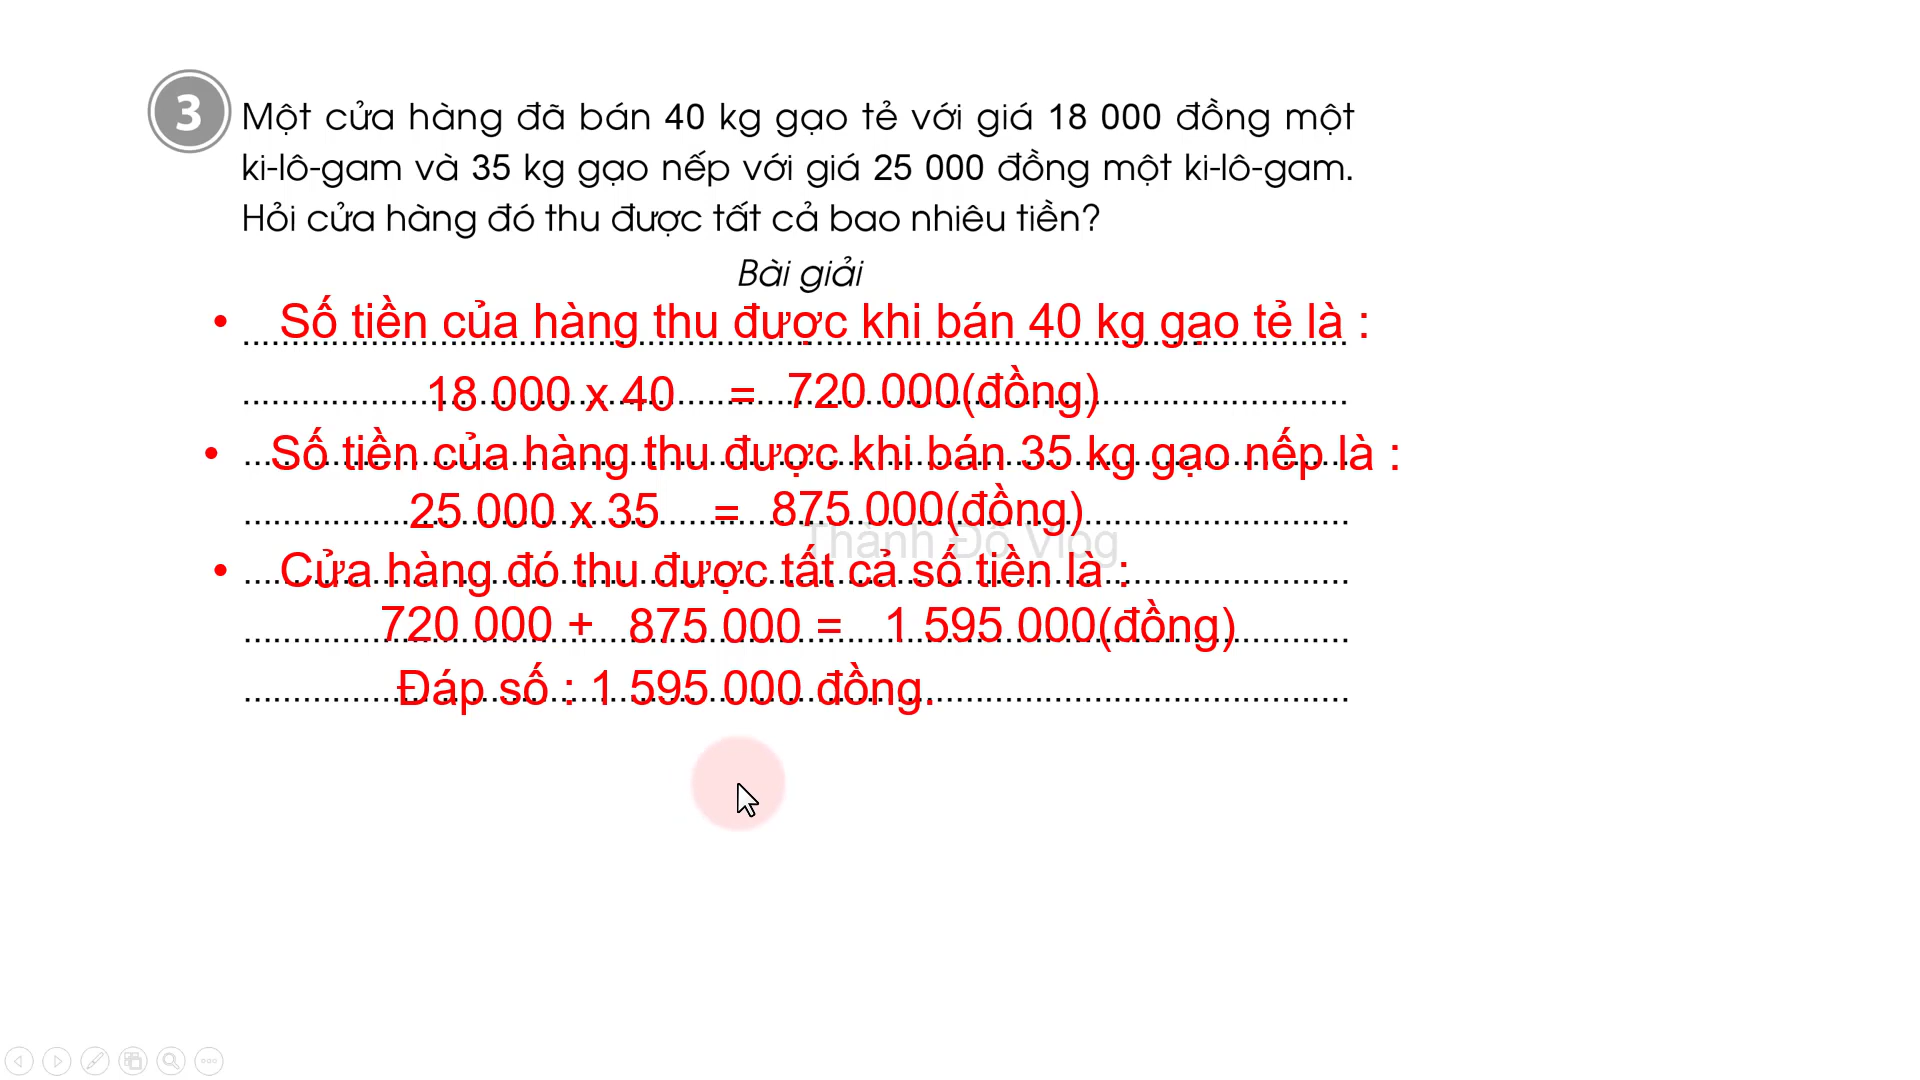 3
Một cửa hàng đã bán 40 kg gạo tẻ với giá 18 000 đồng một
ki-lô-gam và 35 kg gạo nếp với giá 25 000 đồng một ki-lô-gam.
Hỏi cửa hàng đó thu được tất cả bao nhiêu tiền?
Bài giải
• Số tiền của hàng thu được khi bán 40 kg gạo tẻ là :
18 000 x 40 = 720 000(đồng)
• Số tiền của hàng thu được khi bán 35 kg gạo nếp là :
25 000 x 35 = 875 000(đồng)
Thành Đô Vlog
• Cửa hàng đó thu được tất cả số tiền là :
720 000 + 875 000 = 1 595 000(đồng)
Đáp số : 1 595 000 đồng.